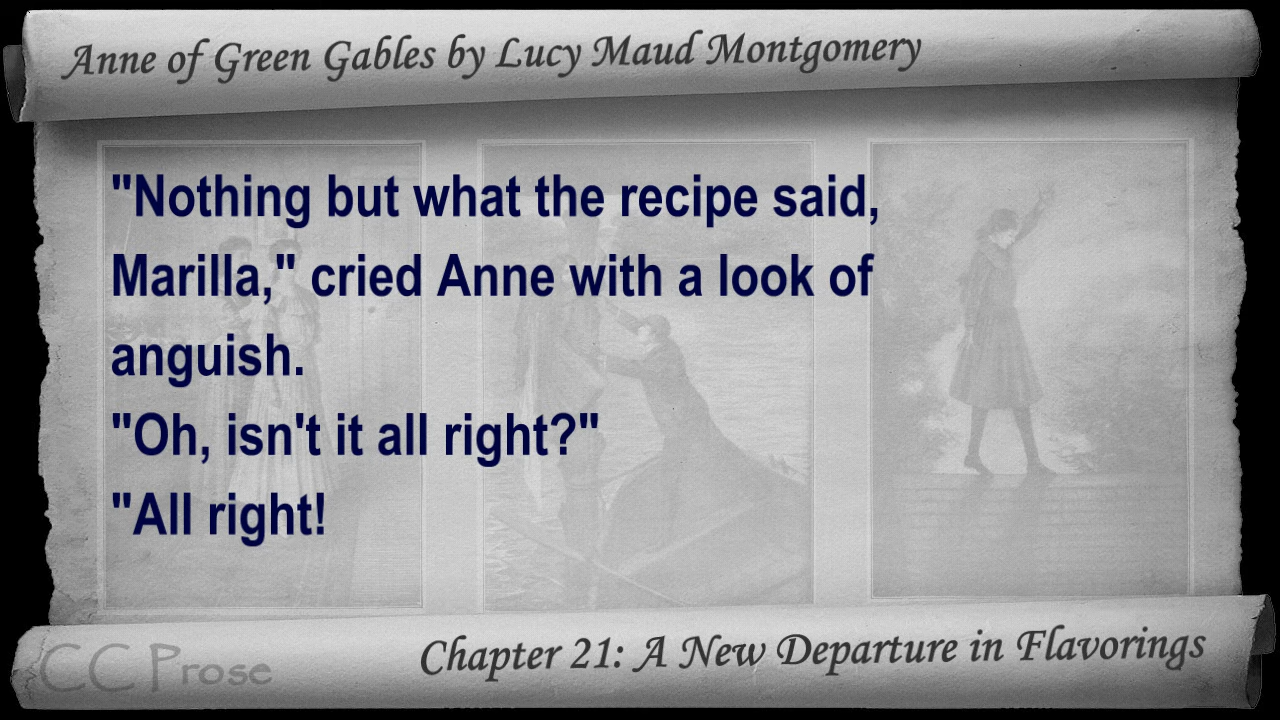 Anne of Green Gables by Lucy Maud Montgomery
"Nothing but what the recipe said,
Marilla," cried Anne with a look of
anguish.
"Oh, isn't it all right?"
"All right!
CC Prose
Chapter 21: A New Departure in Flavorings